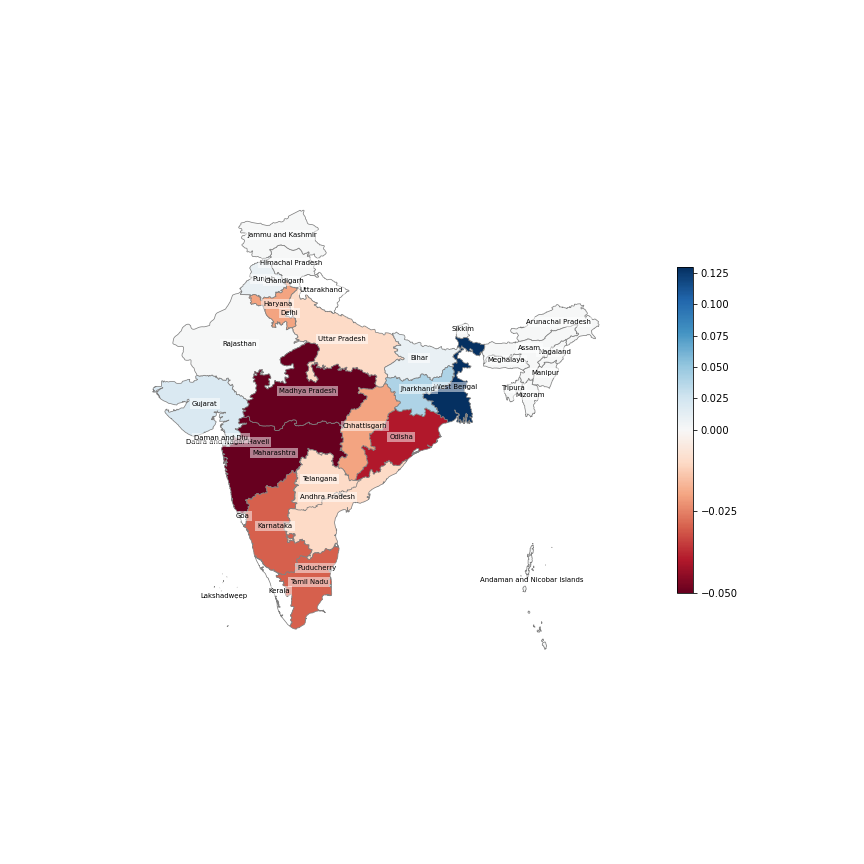 Jammu and Kashmir
Himachal Pradesh
Punjab
Chandigarh
Uttarakhand
Haryana
Delhi
Arunachal Pradesh
Sikkim
Uttar Pradesh
Rajasthan
Assam
Nagaland
Bihar
Meghalaya
Manipur
Jharkhand
West Bengal
Tripura
Mizoram
Madhya Pradesh
Gujarat
Chhattisgarh
Daman and Diu
Odisha
Dadra and Nagar Haveli
Maharashtra
Telangana
Andhra Pradesh
Goa
Karnataka
Puducherry
Tamil Nadu
Kerala
Lakshadweep
Andaman and Nicobar Islands
0.125
0.100
0.075
0.050
0.025
0.000
−0.025
−0.050